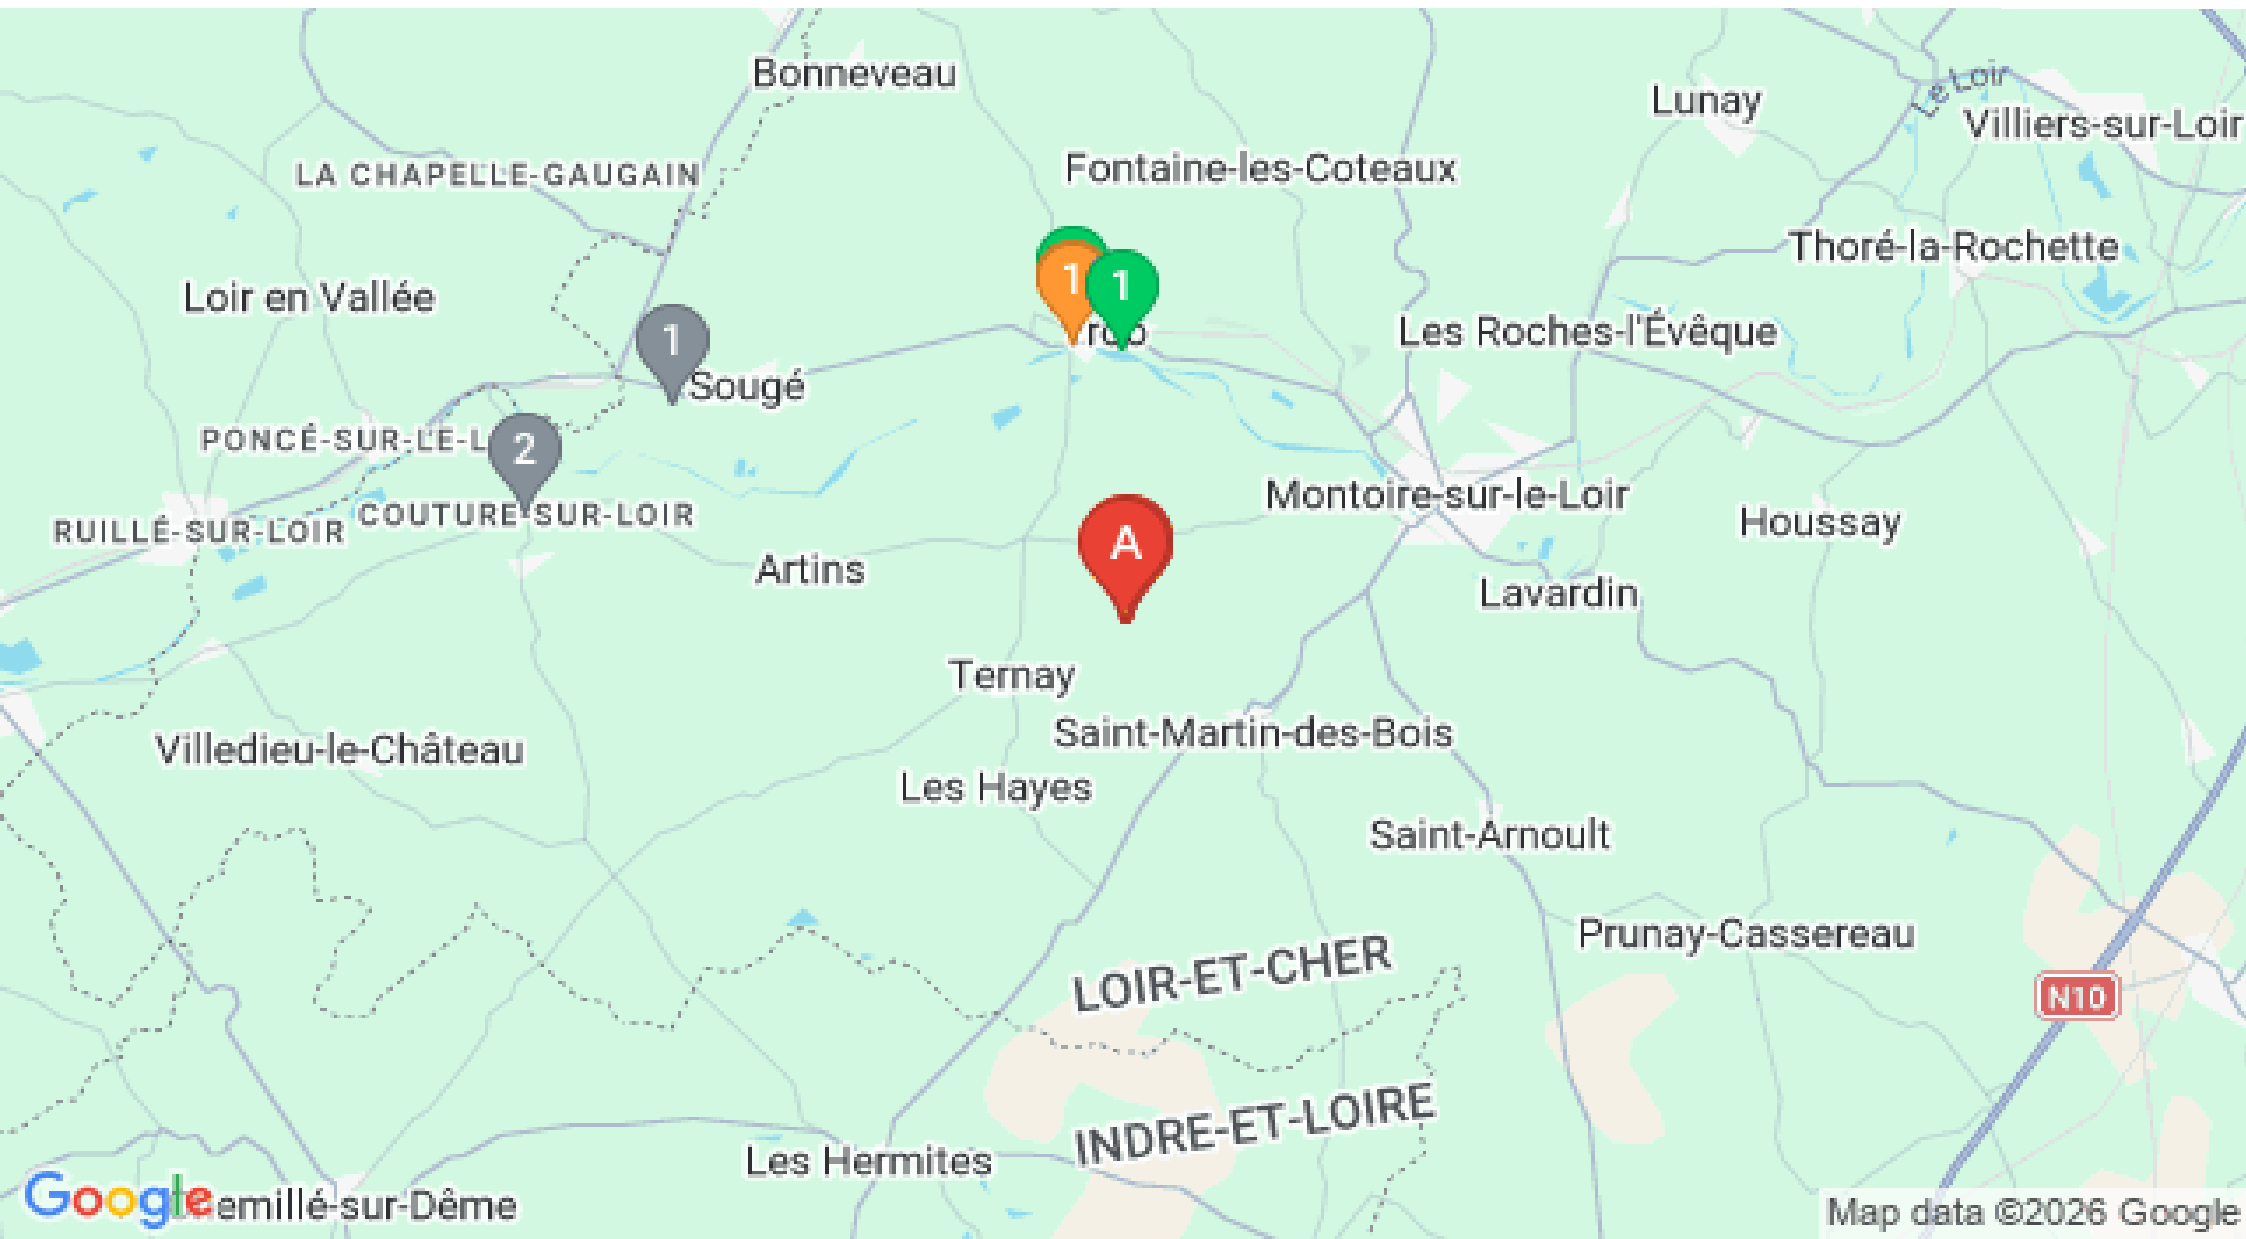 Bonneveau
Le Loir
Lunay
Villiers-sur-Loir
Fontaine-les-Coteaux
LA CHAPELLE-GAUGAIN
Thoré-la-Rochette
Loir en Vallée
1
1
1
Les Roches-l'Évêque
Sougé
PONCÉ-SUR-LE-L
2
Montoire-sur-le-Loir
COUTURE-SUR-LOIR
RUILLÉ-SUR-LOIR
Houssay
A
Artins
Lavardin
Ternay
Saint-Martin-des-Bois
Villedieu-le-Château
Les Hayes
Saint-Arnoult
Prunay-Cassereau
LOIR-ET-CHER
N10
INDRE-ET-LOIRE
Les Hermites
Google
emillé-sur-Dême
Map data ©2026 Google